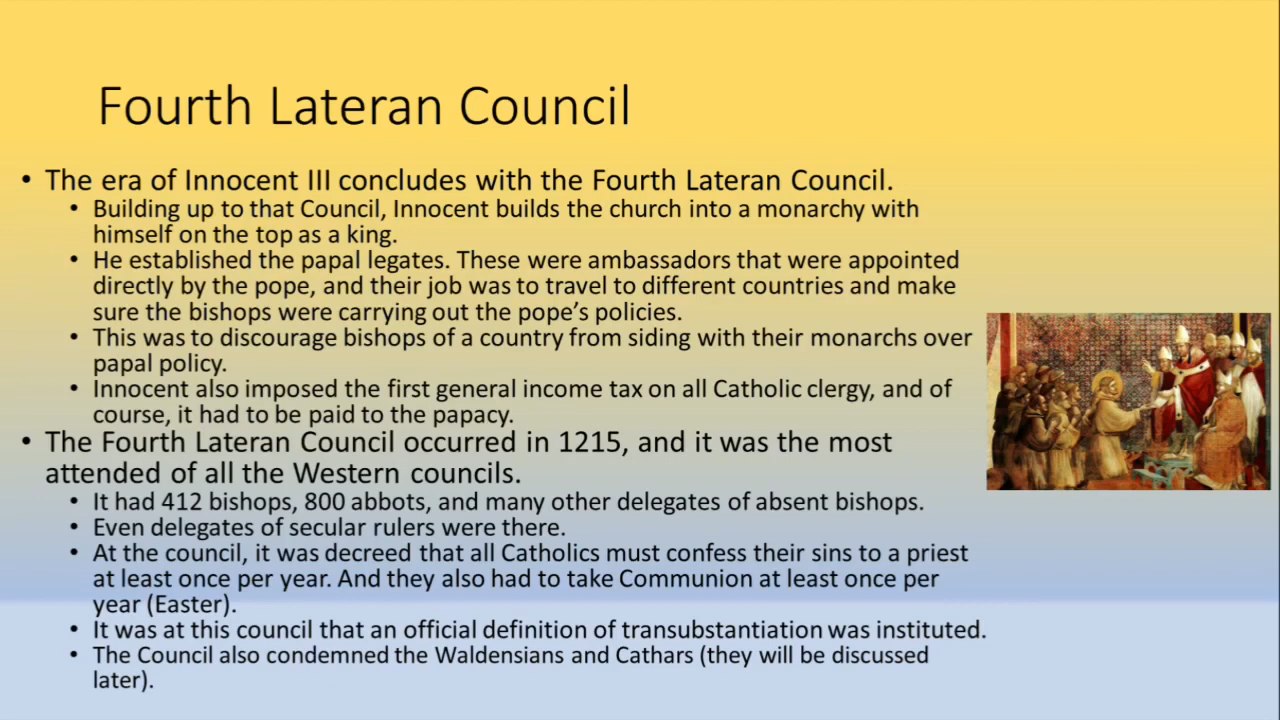 Fourth Lateran Council
• The era of Innocent III concludes with the Fourth Lateran Council.
• Building up to that Council, Innocent builds the church into a monarchy with
himself on the top as a king.
• He established the papal legates. These were ambassadors that were appointed
directly by the pope, and their job was to travel to different countries and make
sure the bishops were carrying out the pope’s policies.
• This was to discourage bishops of a country from siding with their monarchs over
papal policy.
• Innocent also imposed the first general income tax on all Catholic clergy, and of
course, it had to be paid to the papacy.
• The Fourth Lateran Council occurred in 1215, and it was the most
attended of all the Western councils.
• It had 412 bishops, 800 abbots, and many other delegates of absent bishops.
• Even delegates of secular rulers were there.
• At the council, it was decreed that all Catholics must confess their sins to a priest
at least once per year. And they also had to take Communion at least once per
year (Easter).
• It was at this council that an official definition of transubstantiation was instituted.
• The Council also condemned the Waldensians and Cathars (they will be discussed
later).